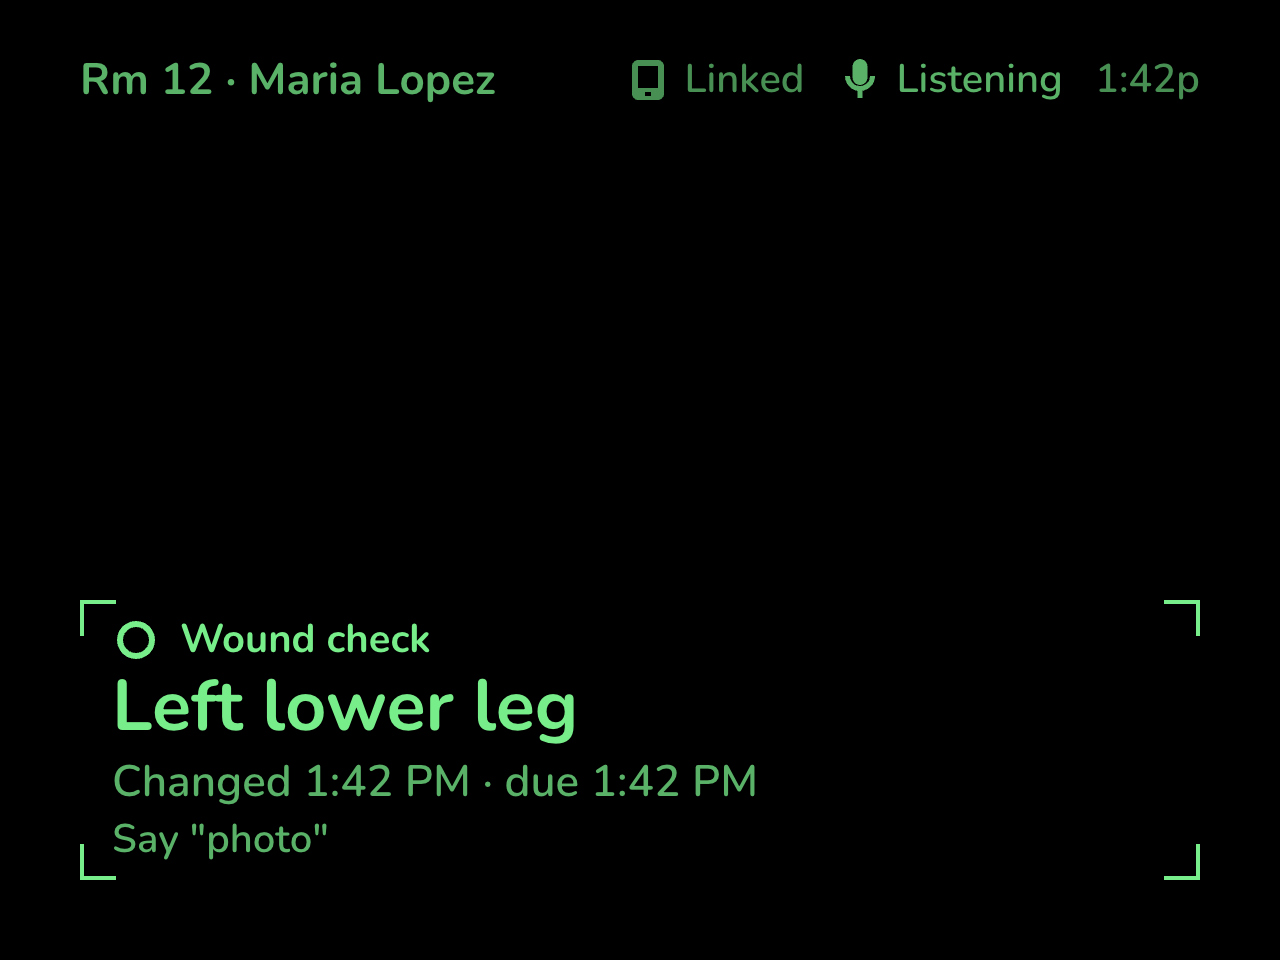 Rm 12 · Maria Lopez Linked Listening 1:42p
Wound check
Left lower leg
Changed 1:42 PM · due 1:42 PM
Say "photo"